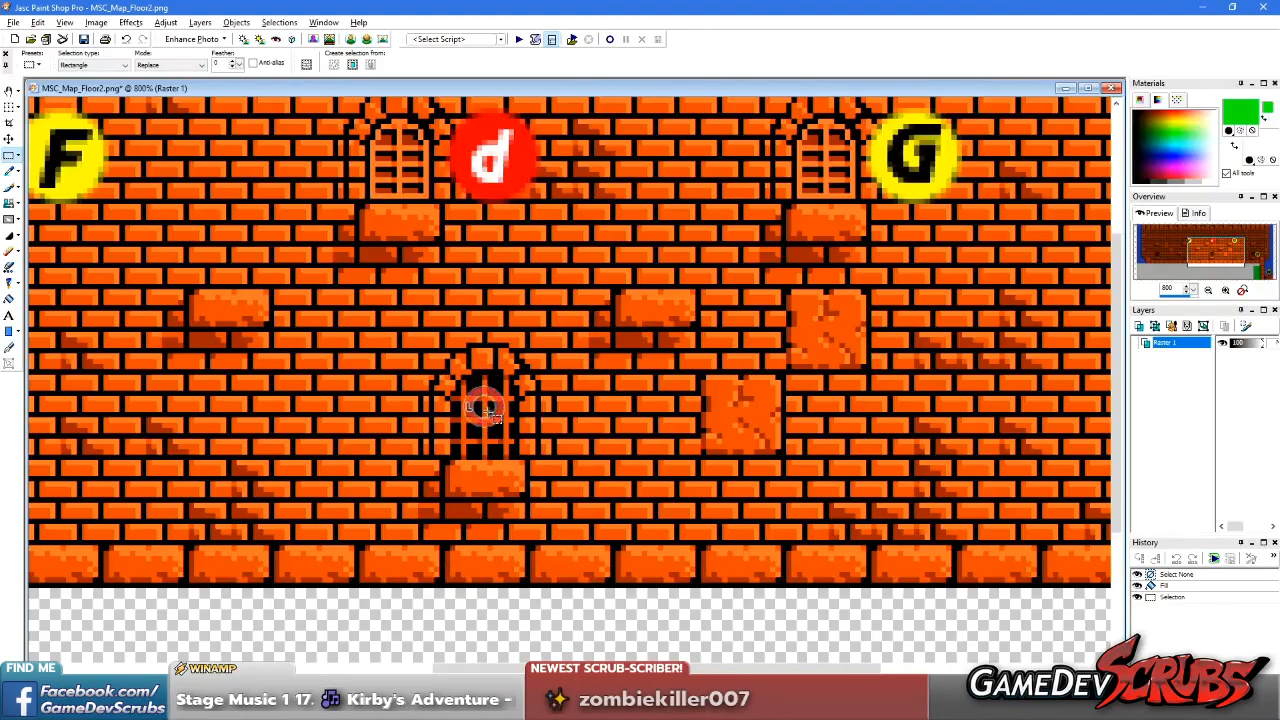 Jasc Paint Shop Pro - MSC_Map_Floor2.png
File Edit View Image Effects Adjust Layers Objects Selections Window Help
Enhance Photo
<Select Script>
Presets: Selection type: Mode: Feather: Create selection from:
Rectangle Replace 0 Anti-alias
MSC_Map_Floor2.png* @ 800% (Raster 1)
Materials
All tools
F d G
Overview
Preview Info
800
Layers
Raster 1 100
History
Select None
Fill
Selection
FIND ME
Facebook.com/
GameDevScrubs
WINAMP
Stage Music 1 17. Kirby's Adventure -
NEWEST SCRUB-SCRIBER!
zombiekiller007
GAMEDEVSCRUBS